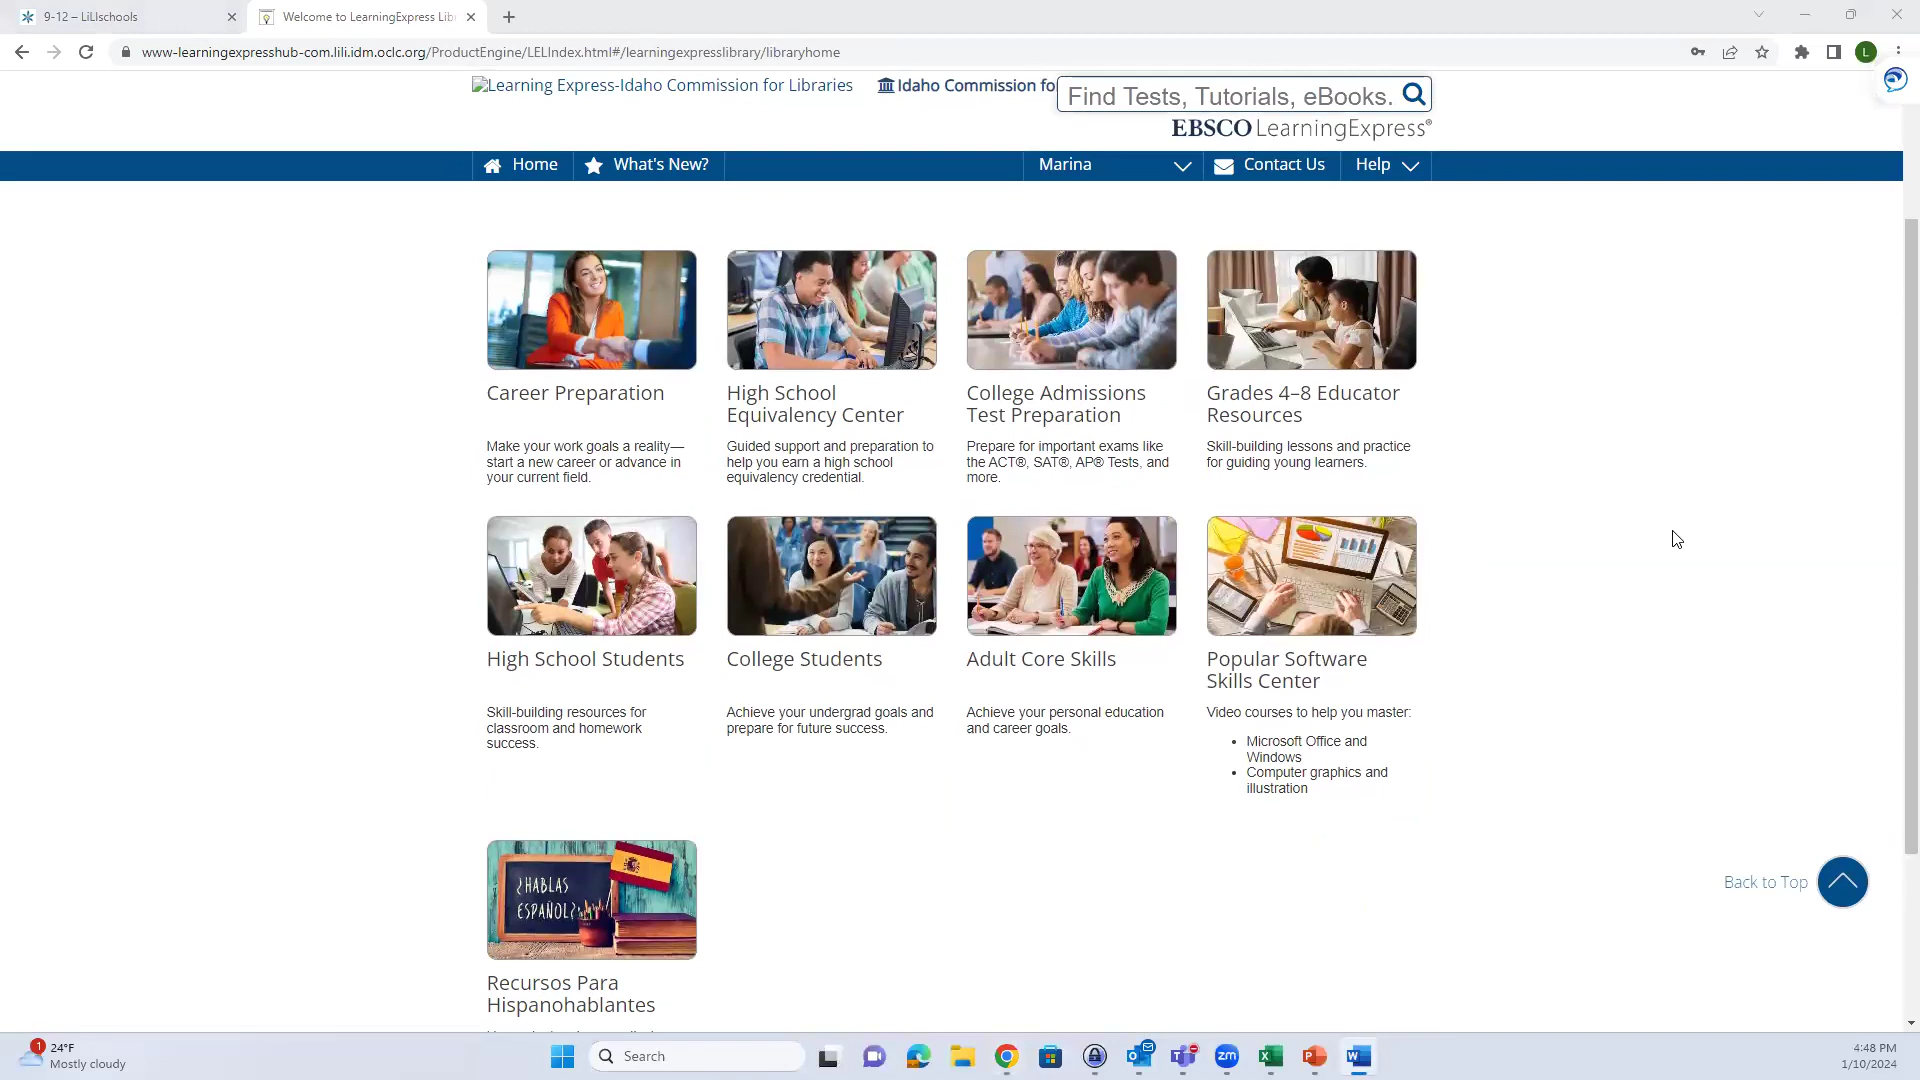 9-12 – LiLIschools
Welcome to LearningExpress Lib
www-learningexpresshub-com.lili.idm.oclc.org/ProductEngine/LELIndex.html#/learningexpresslibrary/libraryhome
L
Learning Express-Idaho Commission for Libraries
Idaho Commission fo
Find Tests, Tutorials, eBooks.
EBSCO LearningExpress®
Home
What's New?
Marina
Contact Us
Help
Career Preparation
Make your work goals a reality—
start a new career or advance in
your current field.
High School
Equivalency Center
Guided support and preparation to
help you earn a high school
equivalency credential.
College Admissions
Test Preparation
Prepare for important exams like
the ACT®, SAT®, AP® Tests, and
more.
Grades 4–8 Educator
Resources
Skill-building lessons and practice
for guiding young learners.
High School Students
Skill-building resources for
classroom and homework
success.
College Students
Achieve your undergrad goals and
prepare for future success.
Adult Core Skills
Achieve your personal education
and career goals.
Popular Software
Skills Center
Video courses to help you master:
• Microsoft Office and
Windows
• Computer graphics and
illustration
¿HABLAS
ESPAÑOL?
Recursos Para
Hispanohablantes
Back to Top
1
24°F
Mostly cloudy
Search
zm
4:48 PM
1/10/2024